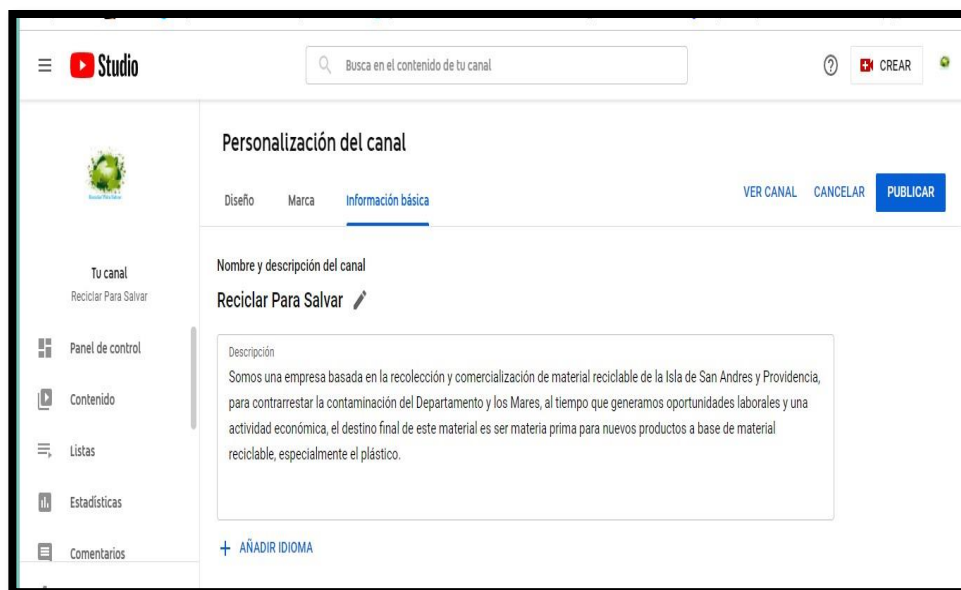 Studio
Busca en el contenido de tu canal
CREAR
Personalización del canal
Diseño Marca Información básica
VER CANAL CANCELAR PUBLICAR
Reciclar Para Salvar
Tu canal
Reciclar Para Salvar
Panel de control
Contenido
Listas
Estadísticas
Comentarios
Nombre y descripción del canal
Reciclar Para Salvar
Descripción
Somos una empresa basada en la recolección y comercialización de material reciclable de la Isla de San Andres y Providencia,
para contrarrestar la contaminación del Departamento y los Mares, al tiempo que generamos oportunidades laborales y una
actividad económica, el destino final de este material es ser materia prima para nuevos productos a base de material
reciclable, especialmente el plástico.
+ AÑADIR IDIOMA